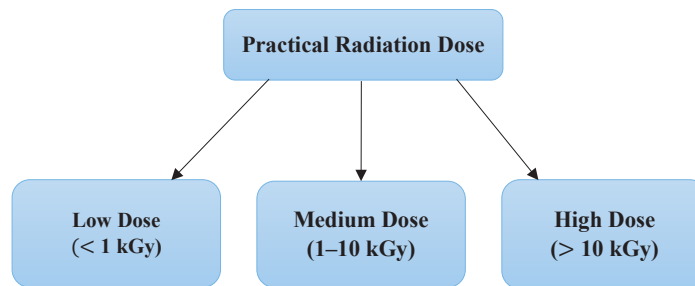 Practical Radiation Dose
Low Dose
(< 1 kGy)
Medium Dose
(1–10 kGy)
High Dose
(> 10 kGy)